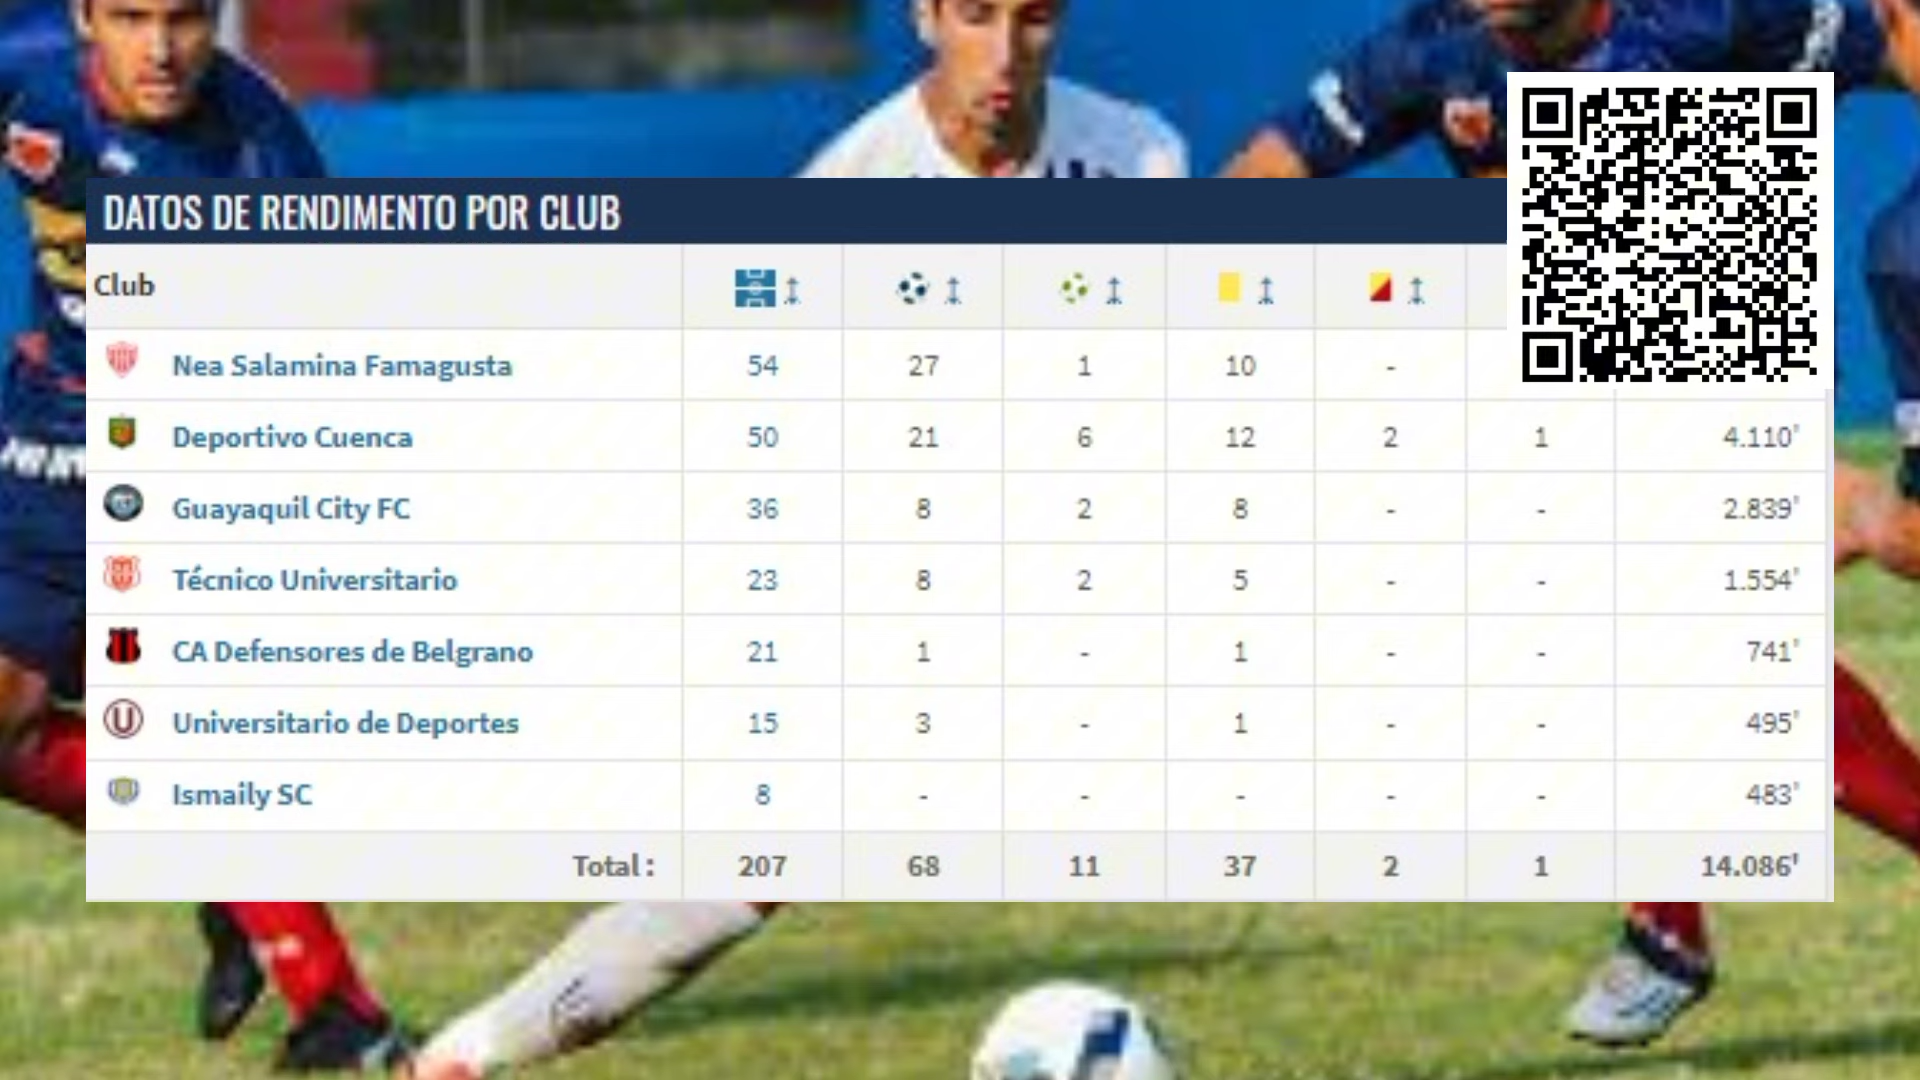 DATOS DE RENDIMENTO POR CLUB
Club
Nea Salamina Famagusta 54 27 1 10 -
Deportivo Cuenca 50 21 6 12 2 1 4.110'
Guayaquil City FC 36 8 2 8 - - 2.839'
Técnico Universitario 23 8 2 5 - - 1.554'
CA Defensores de Belgrano 21 1 - 1 - - 741'
Universitario de Deportes 15 3 - 1 - - 495'
Ismaily SC 8 - - - - - 483'
Total : 207 68 11 37 2 1 14.086'